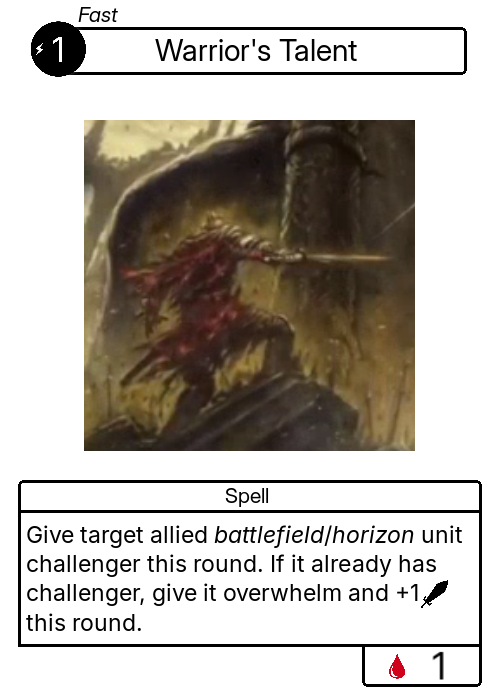 Fast
1
Warrior's Talent
Spell
Give target allied battlefield/horizon unit
challenger this round. If it already has
challenger, give it overwhelm and +1
this round.
1